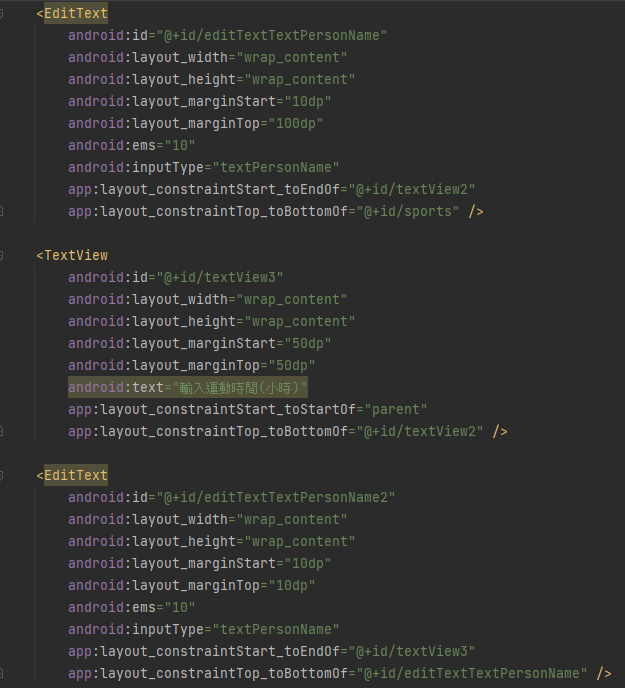 <EditText
android:id="@+id/editTextTextPersonName"
android:layout_width="wrap_content"
android:layout_height="wrap_content"
android:layout_marginStart="10dp"
android:layout_marginTop="100dp"
android:ems="10"
android:inputType="textPersonName"
app:layout_constraintStart_toEndOf="@+id/textView2"
app:layout_constraintTop_toBottomOf="@+id/sports" />
<TextView
android:id="@+id/textView3"
android:layout_width="wrap_content"
android:layout_height="wrap_content"
android:layout_marginStart="50dp"
android:layout_marginTop="50dp"
android:text="輸入運動時間(小時)"
app:layout_constraintStart_toStartOf="parent"
app:layout_constraintTop_toBottomOf="@+id/textView2" />
<EditText
android:id="@+id/editTextTextPersonName2"
android:layout_width="wrap_content"
android:layout_height="wrap_content"
android:layout_marginStart="10dp"
android:layout_marginTop="10dp"
android:ems="10"
android:inputType="textPersonName"
app:layout_constraintStart_toEndOf="@+id/textView3"
app:layout_constraintTop_toBottomOf="@+id/editTextTextPersonName" />